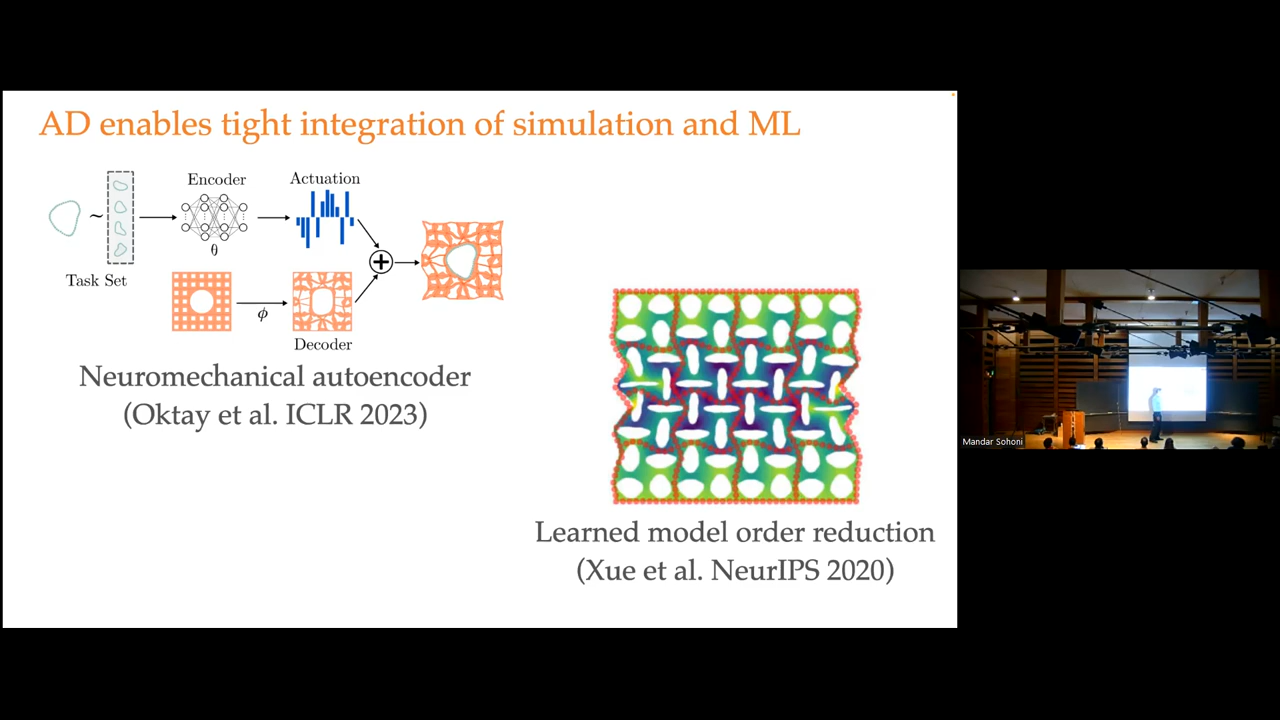 AD enables tight integration of simulation and ML
Encoder
Actuation
~
θ
Task Set
+
ϕ
Decoder
Neuromechanical autoencoder
(Oktay et al. ICLR 2023)
Learned model order reduction
(Xue et al. NeurIPS 2020)
Mandar Sohoni